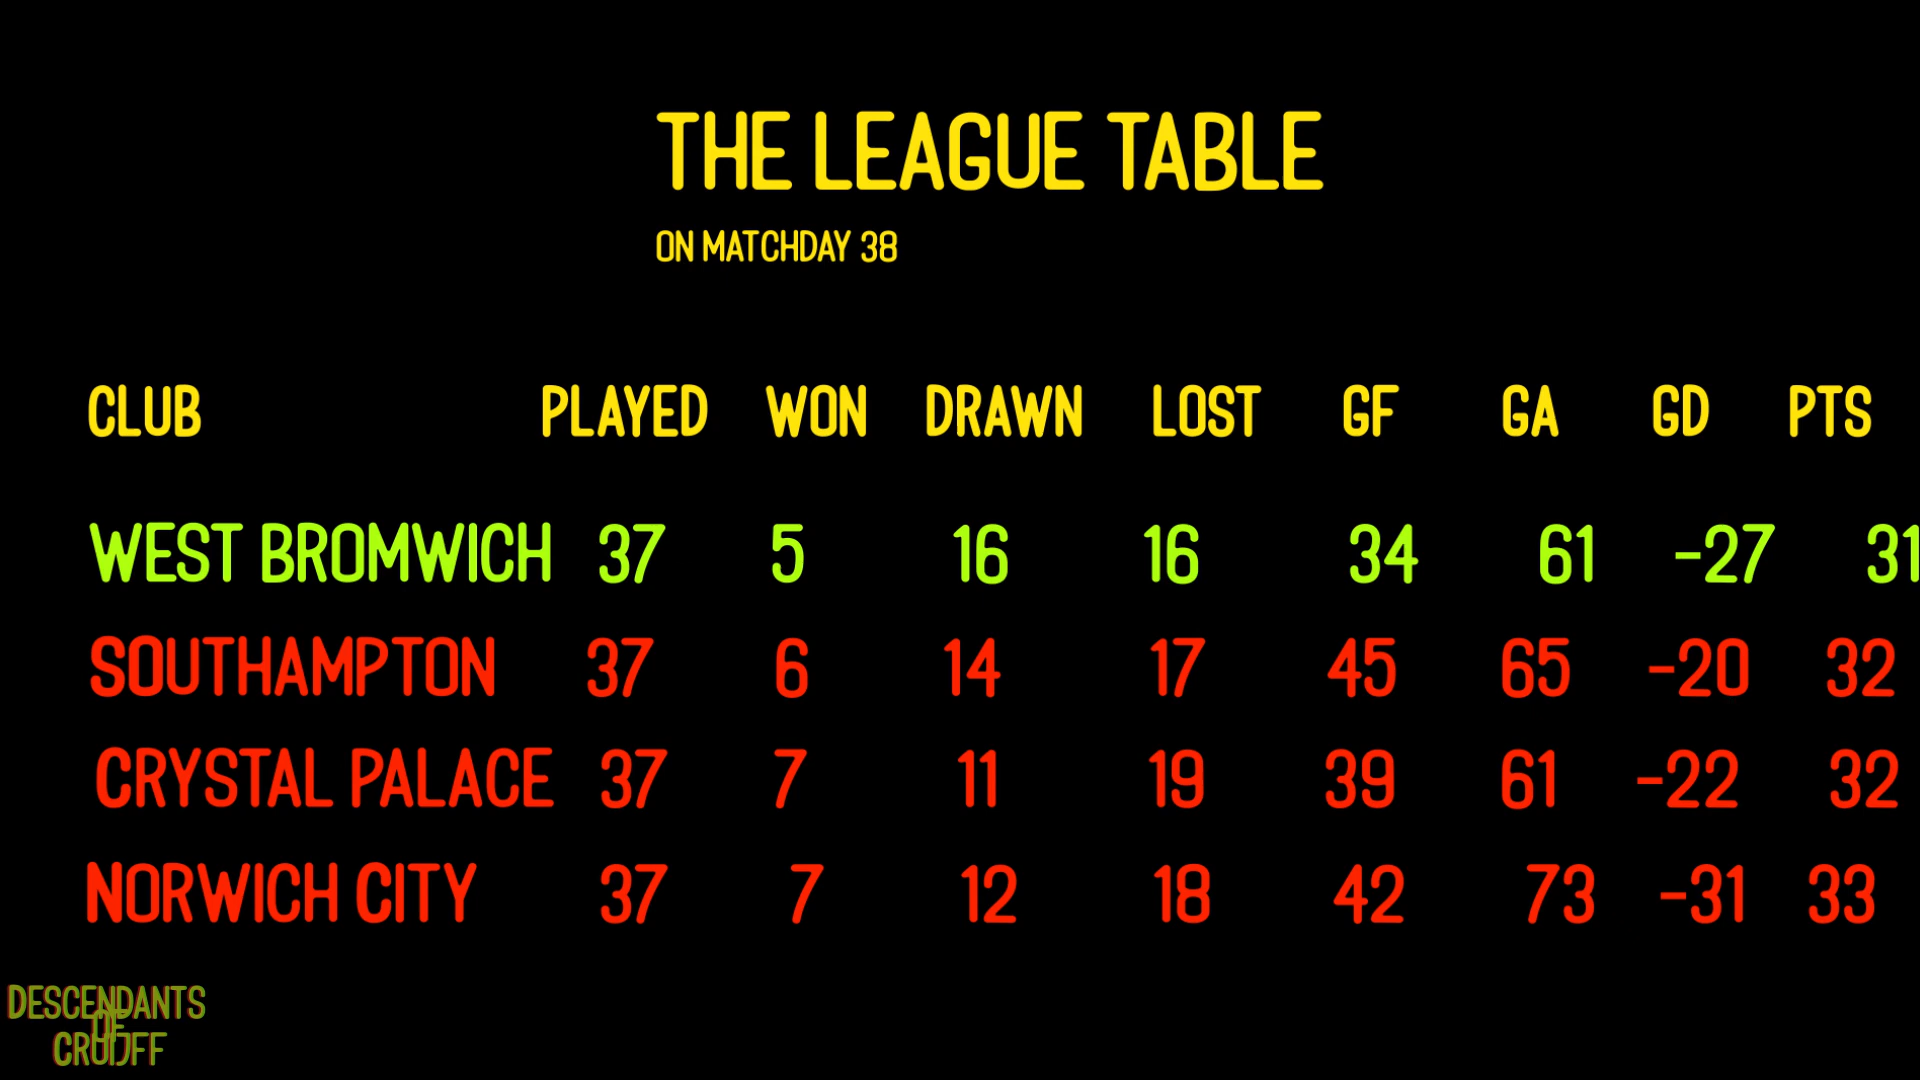 THE LEAGUE TABLE
ON MATCHDAY 38
CLUB PLAYED WON DRAWN LOST GF GA GD PTS
WEST BROMWICH 37 5 16 16 34 61 -27 31
SOUTHAMPTON 37 6 14 17 45 65 -20 32
CRYSTAL PALACE 37 7 11 19 39 61 -22 32
NORWICH CITY 37 7 12 18 42 73 -31 33
DESCENDANTS
OF
CRUIJFF